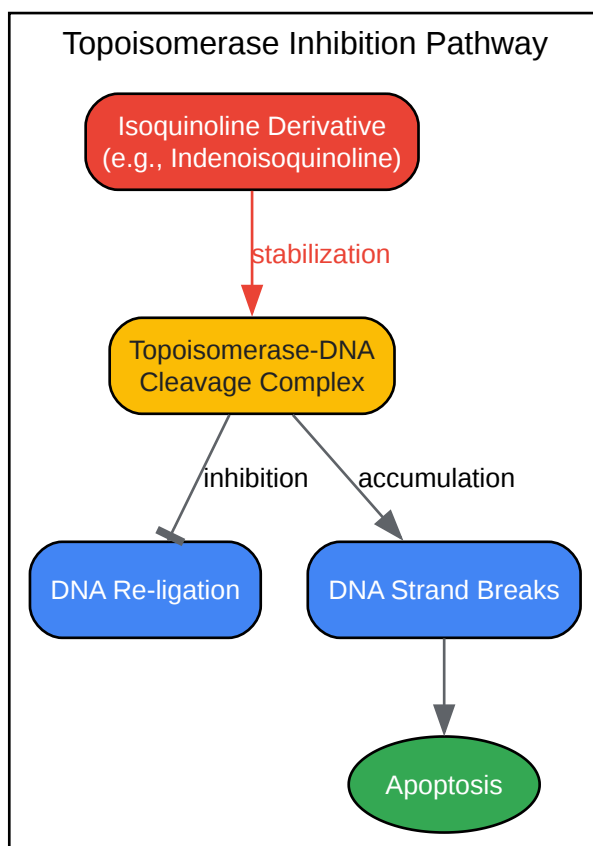 Topoisomerase Inhibition Pathway
Isoquinoline Derivative
(e.g., Indenoisoquinoline)
stabilization
Topoisomerase-DNA
Cleavage Complex
inhibition
accumulation
DNA Re-ligation
DNA Strand Breaks
Apoptosis